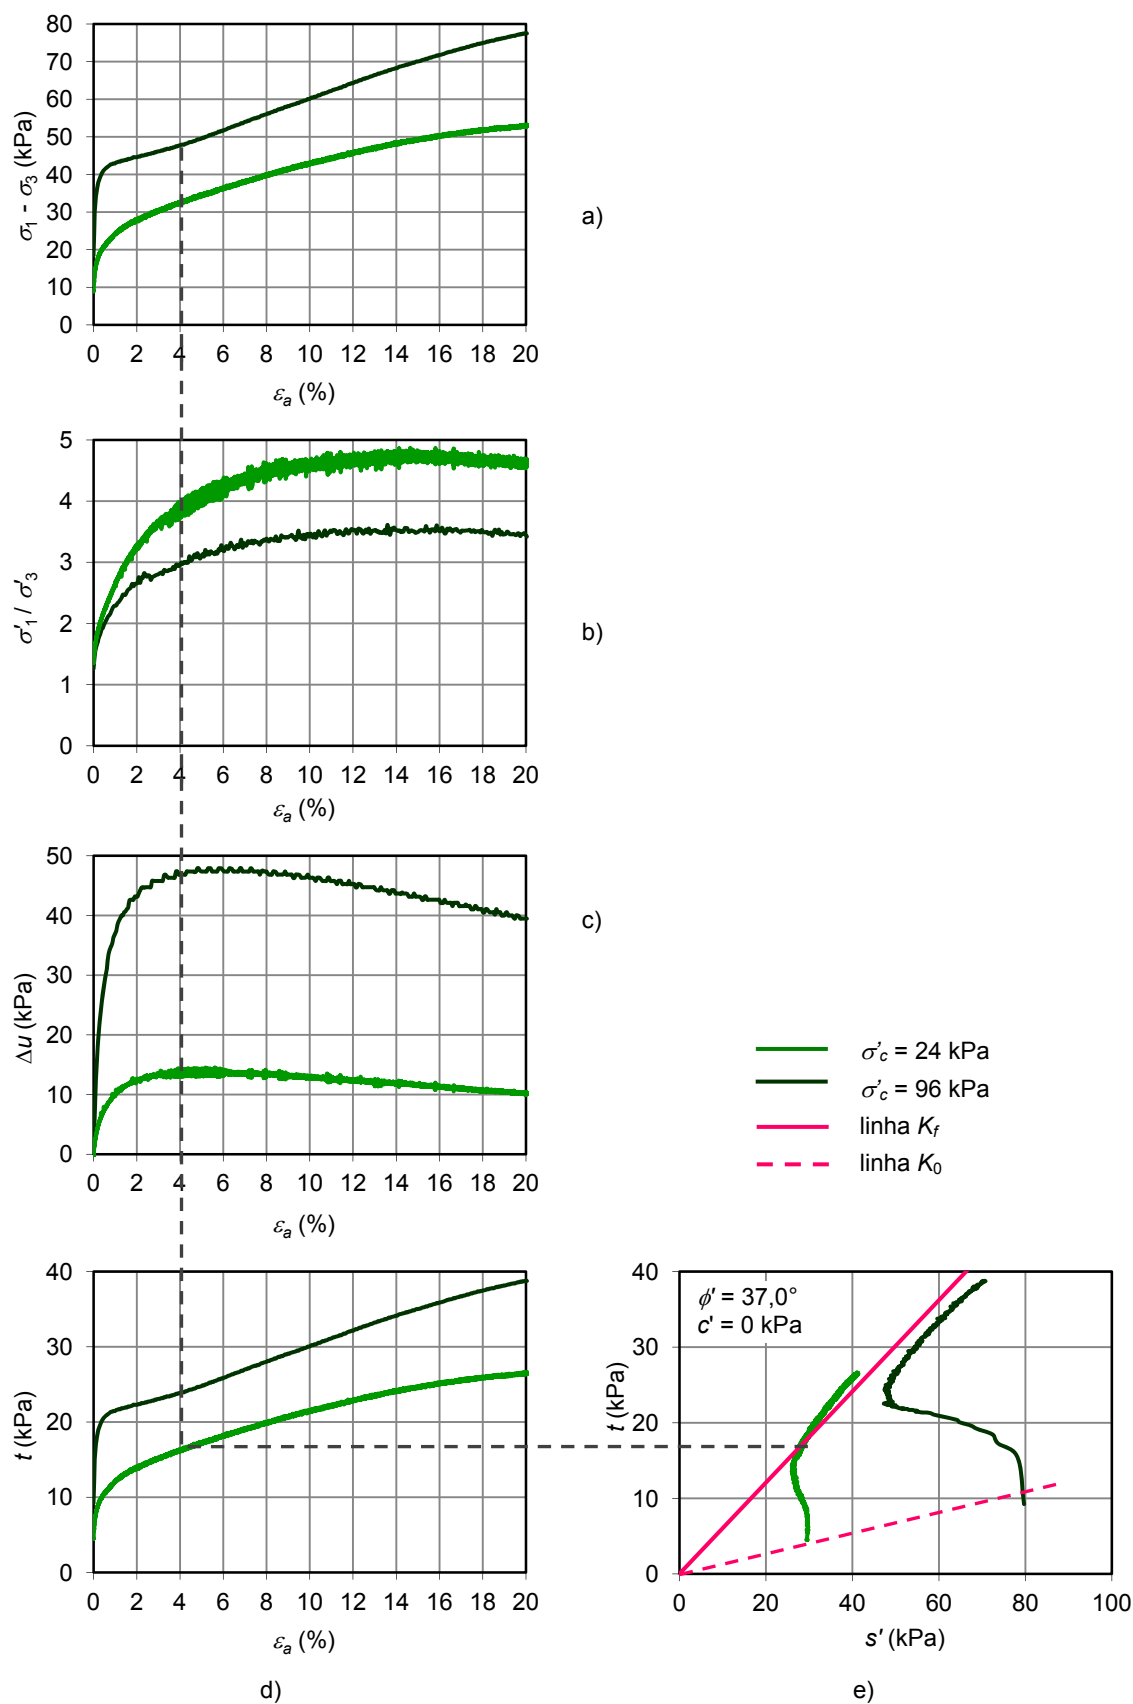 80
70
60
50
40
30
20
10
0
σ₁ - σ₃ (kPa)
0 2 4 6 8 10 12 14 16 18 20
εₐ (%)
a)
5
4
3
2
1
0
σ'₁ / σ'₃
0 2 4 6 8 10 12 14 16 18 20
εₐ (%)
b)
50
40
30
20
10
0
Δu (kPa)
0 2 4 6 8 10 12 14 16 18 20
εₐ (%)
c)
σ'c = 24 kPa
σ'c = 96 kPa
linha Kf
linha K₀
40
30
20
10
0
t (kPa)
0 2 4 6 8 10 12 14 16 18 20
εₐ (%)
d)
ϕ' = 37,0°
c' = 0 kPa
40
30
20
10
0
t (kPa)
0 20 40 60 80 100
s' (kPa)
e)